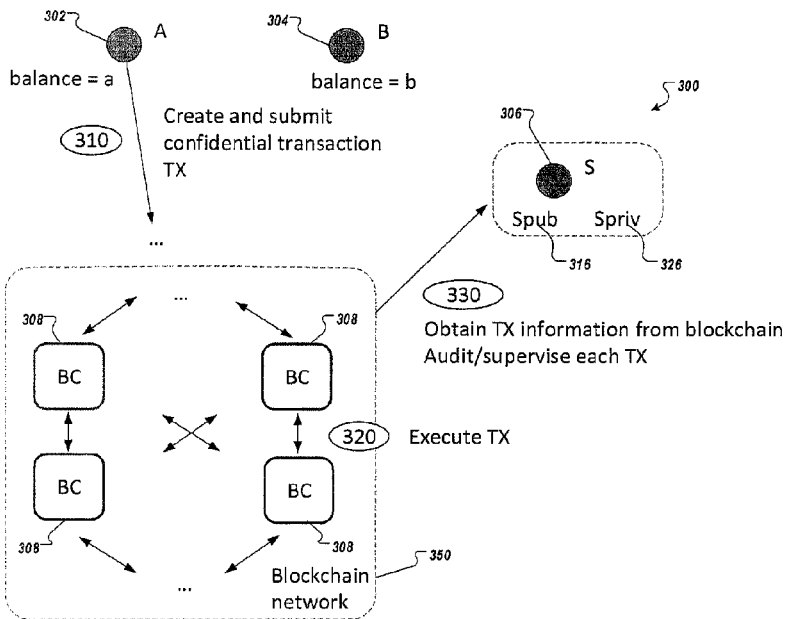 302
A
304
B
balance = a
balance = b
300
310
Create and submit
confidential transaction
TX
306
S
Spub
Spriv
316
326
...
330
Obtain TX information from blockchain
Audit/supervise each TX
...
308
308
BC
BC
320
Execute TX
BC
BC
308
308
...
350
Blockchain
network